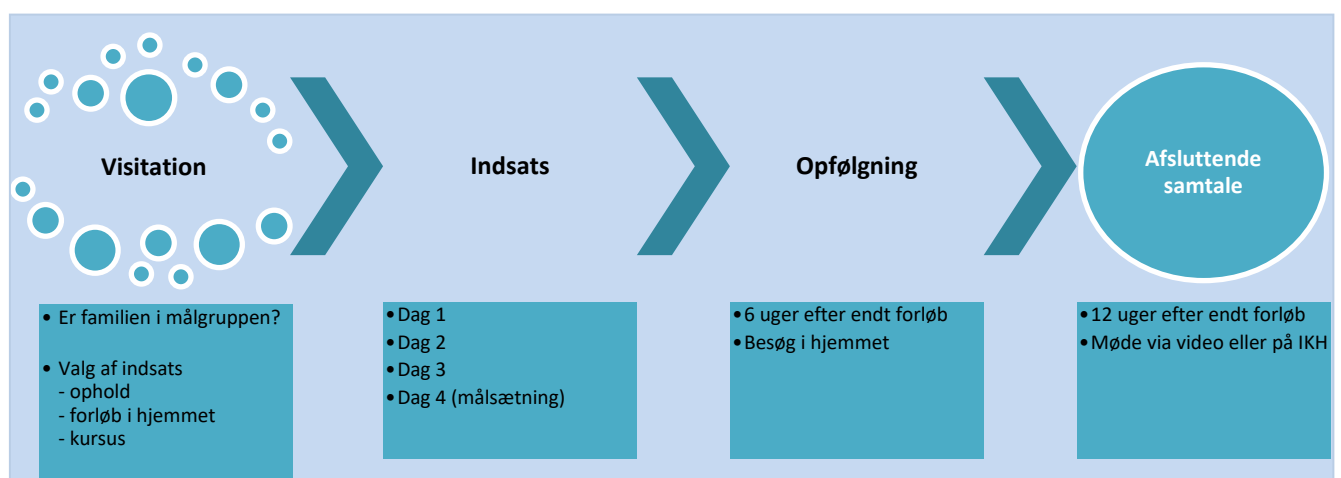 Visitation
Indsats
Opfølgning
Afsluttende
samtale
• Er familien i målgruppen?
• Valg af indsats
- ophold
- forløb i hjemmet
- kursus
• Dag 1
• Dag 2
• Dag 3
• Dag 4 (målsætning)
• 6 uger efter endt forløb
• Besøg i hjemmet
• 12 uger efter endt forløb
• Møde via video eller på IKH